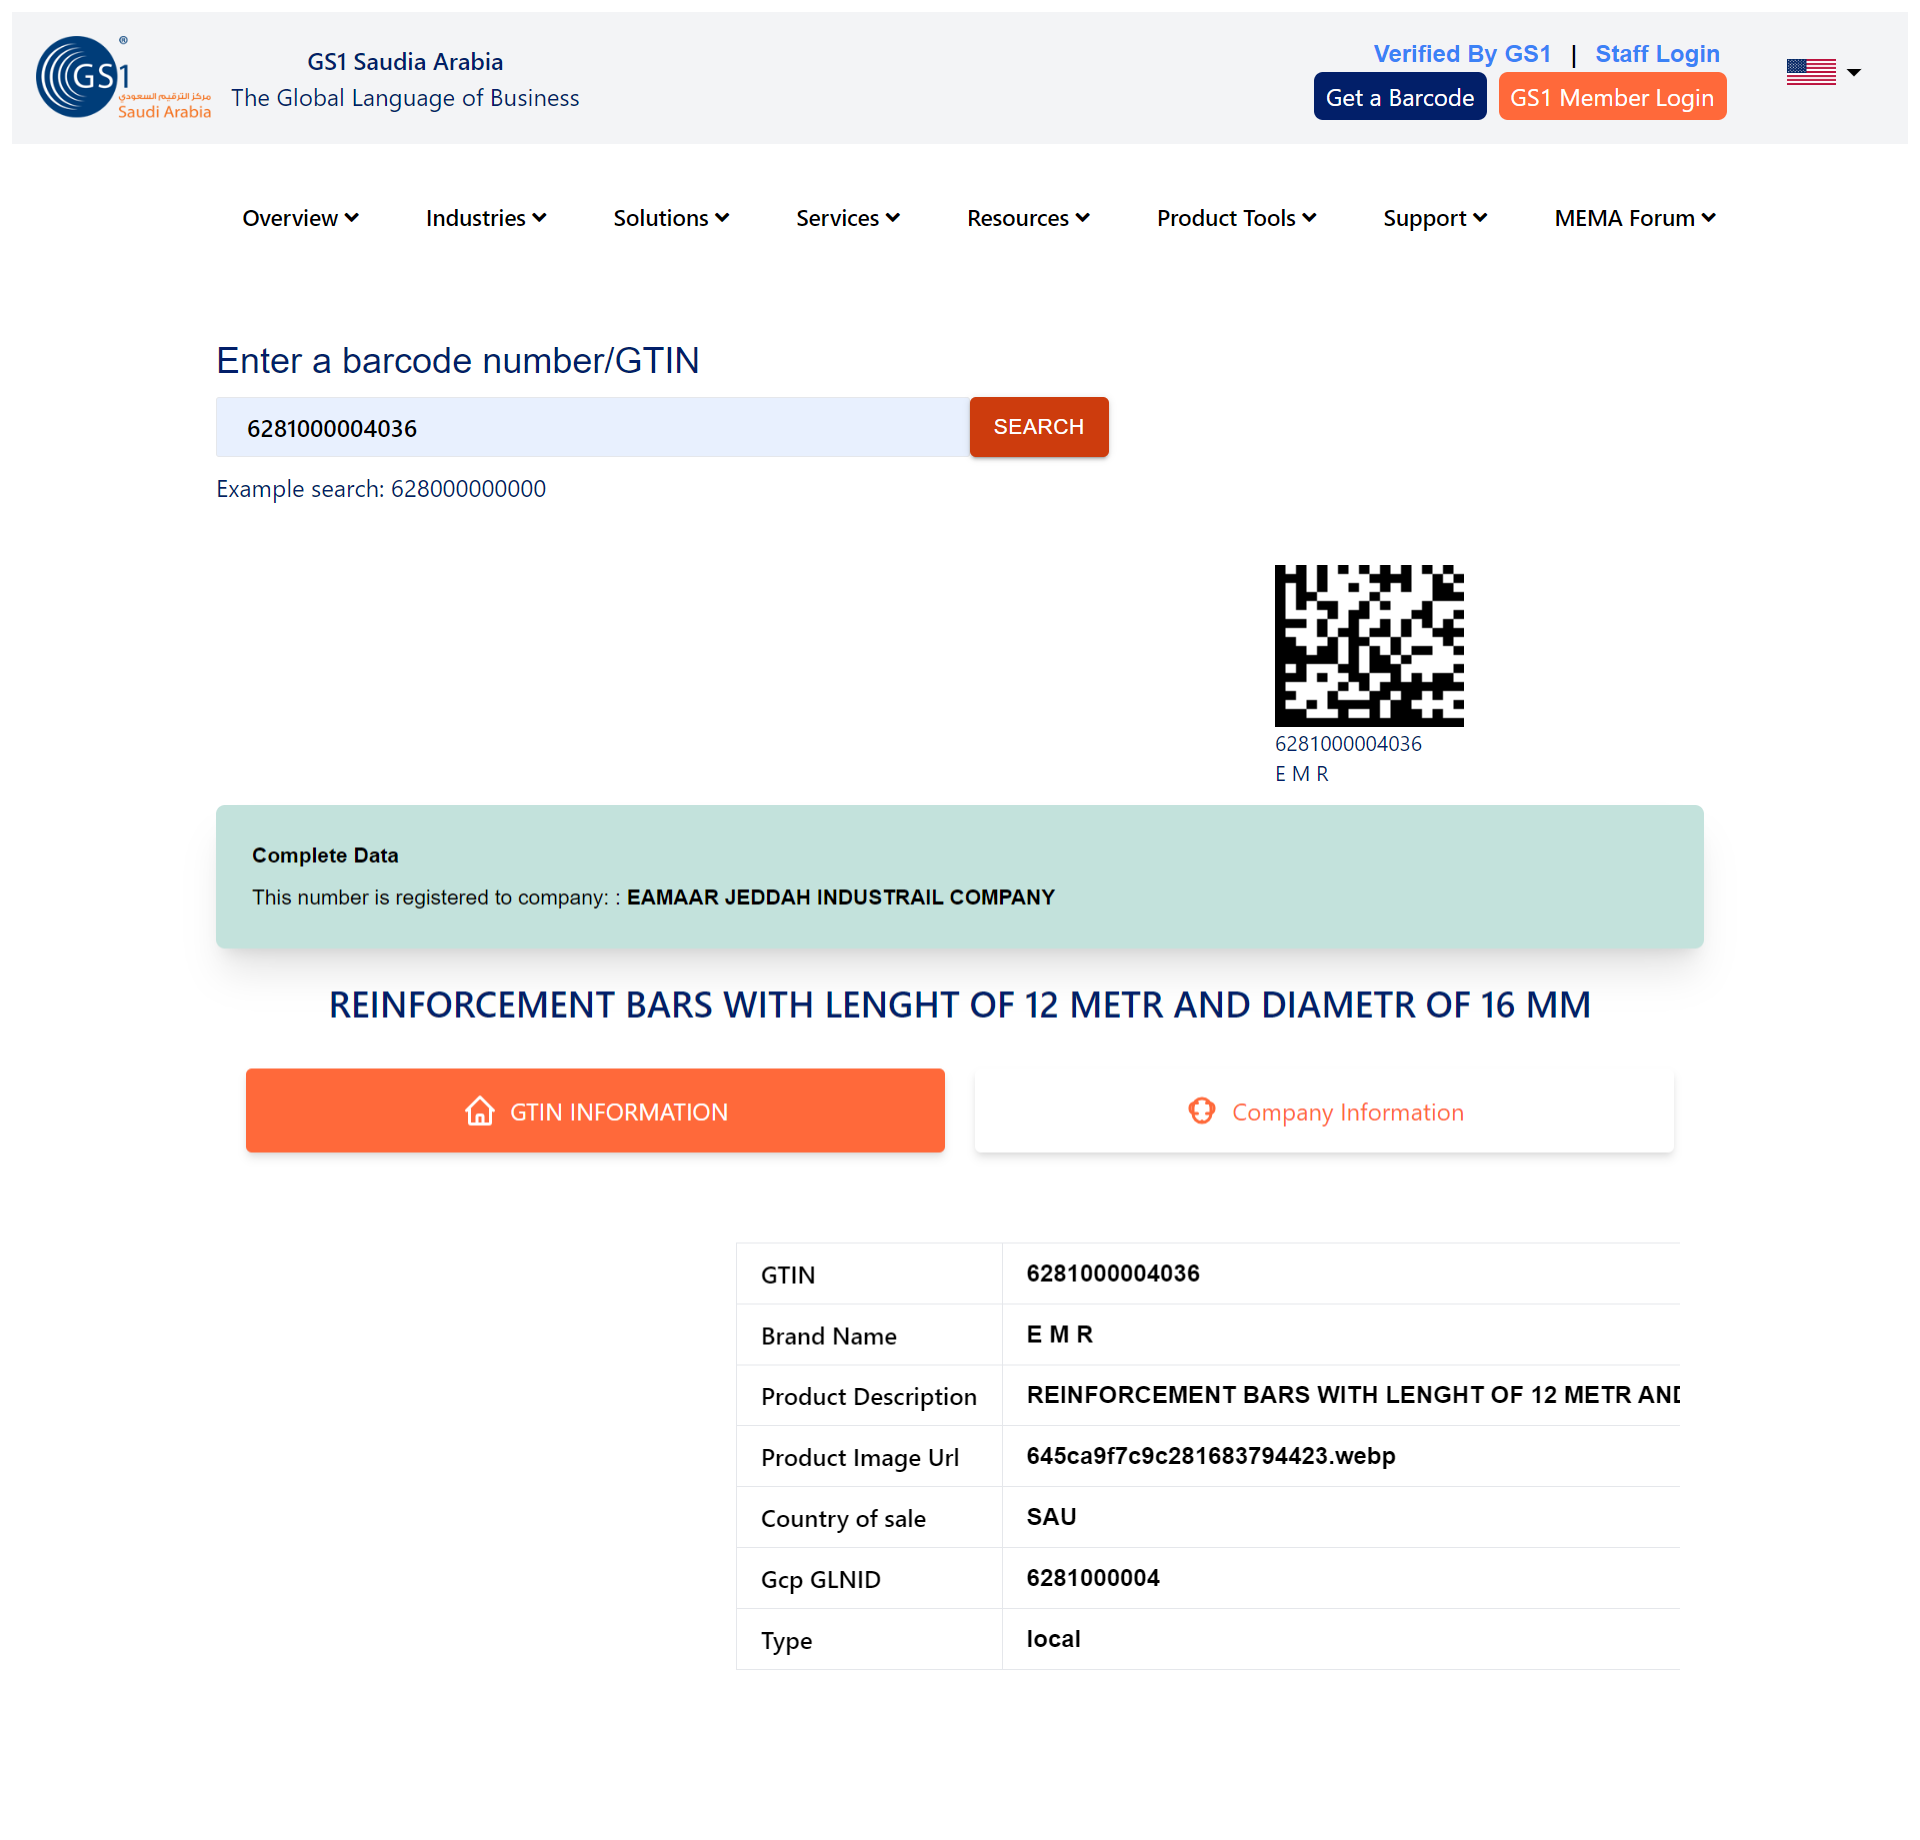 GS1
®
مركز الترقيم السعودي
Saudi Arabia
GS1 Saudia Arabia
The Global Language of Business
Verified By GS1 | Staff Login
Get a Barcode
GS1 Member Login
Overview
Industries
Solutions
Services
Resources
Product Tools
Support
MEMA Forum
Enter a barcode number/GTIN
6281000004036
SEARCH
Example search: 628000000000
6281000004036
E M R
Complete Data
This number is registered to company: : EAMAAR JEDDAH INDUSTRAIL COMPANY
REINFORCEMENT BARS WITH LENGHT OF 12 METR AND DIAMETR OF 16 MM
GTIN INFORMATION
Company Information
GTIN 6281000004036
Brand Name E M R
Product Description REINFORCEMENT BARS WITH LENGHT OF 12 METR AND
Product Image Url 645ca9f7c9c281683794423.webp
Country of sale SAU
Gcp GLNID 6281000004
Type local